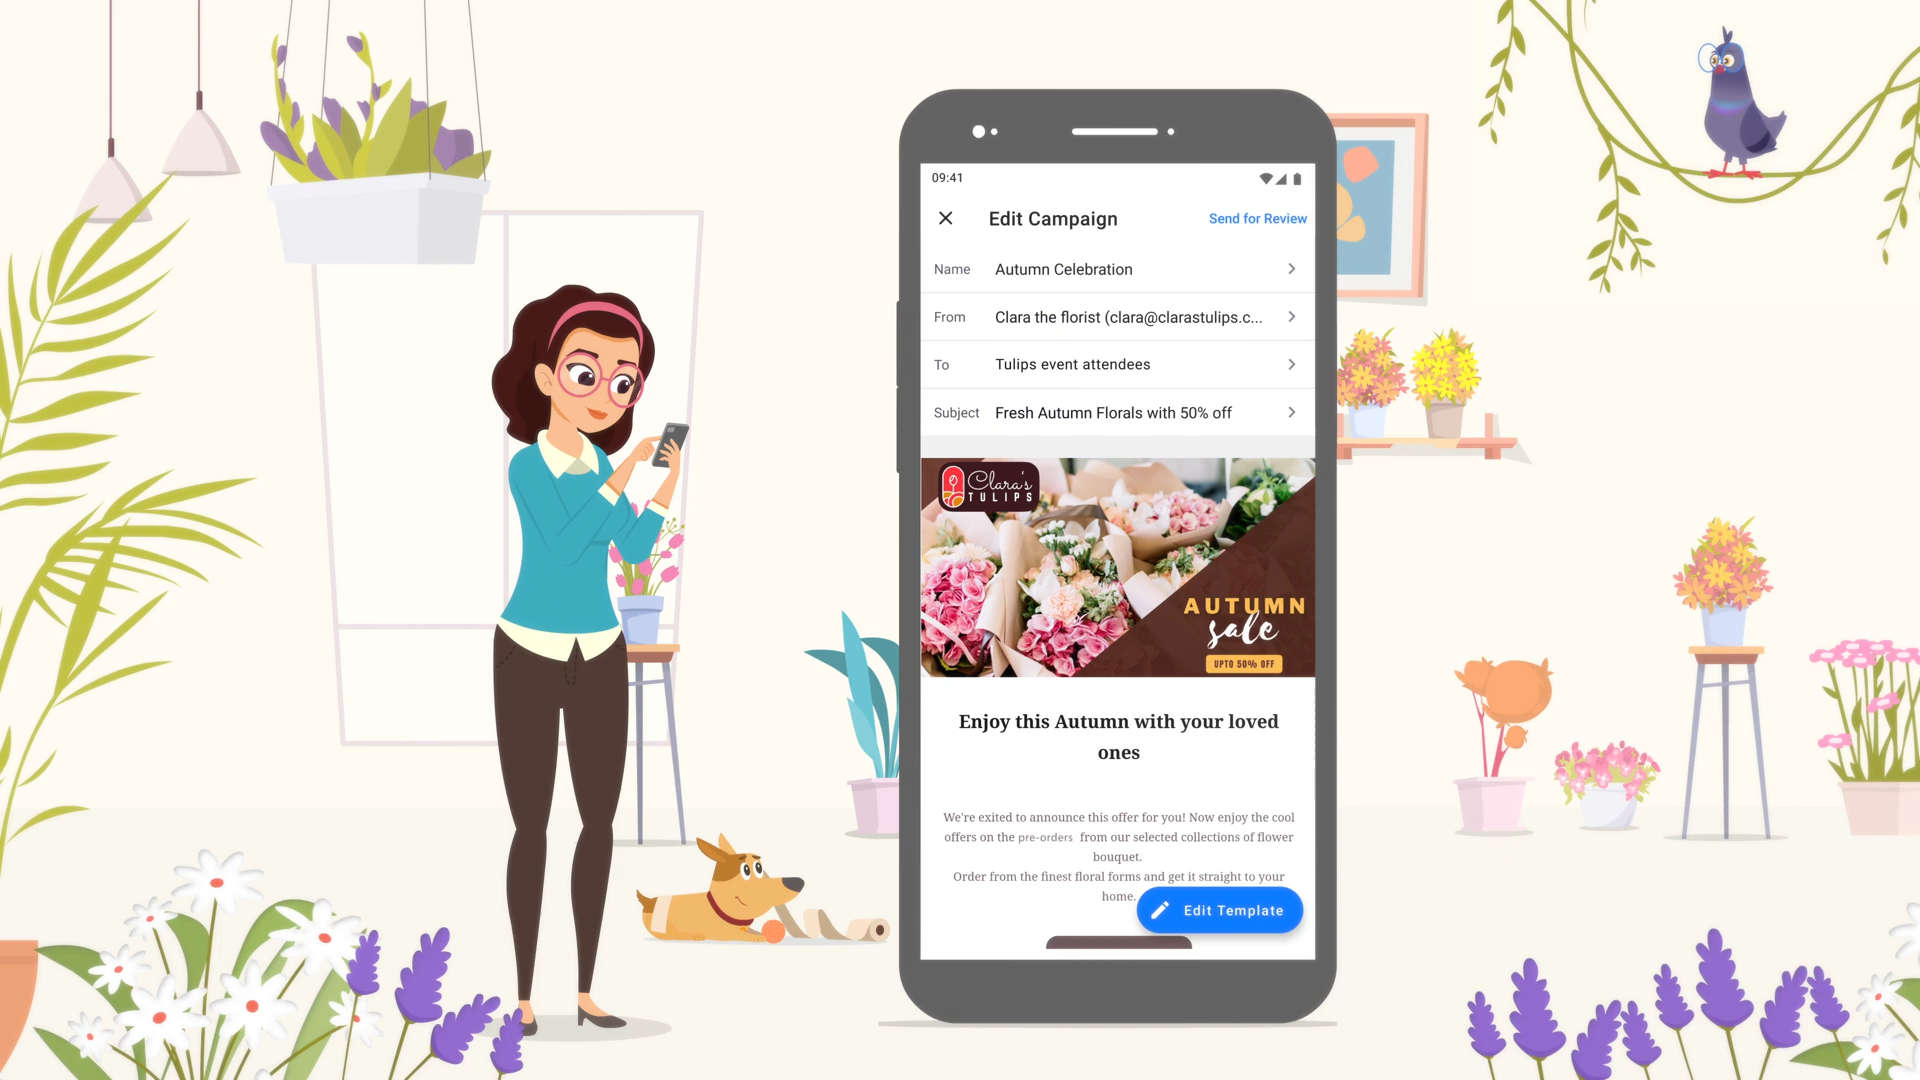 09:41
Edit Campaign
Send for Review
Name Autumn Celebration
From Clara the florist (clara@clarastulips.c...
To Tulips event attendees
Subject Fresh Autumn Florals with 50% off
Clara's
TULIPS
AUTUMN
sale
UPTO 50% OFF
Enjoy this Autumn with your loved
ones
We're exited to announce this offer for you! Now enjoy the cool
offers on the pre-orders from our selected collections of flower
bouquet.
Order from the finest floral forms and get it straight to your
home.
Edit Template